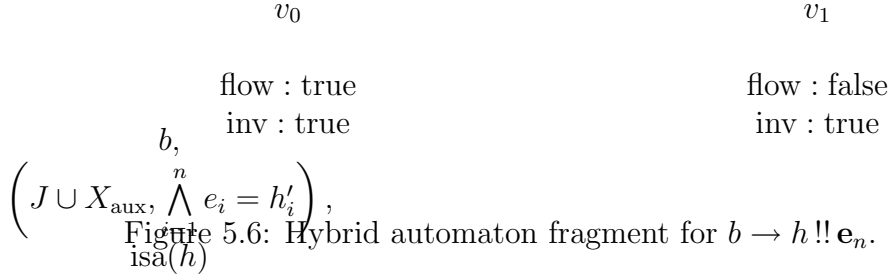 v_0 v_1
flow : true flow : false
inv : true inv : true
b,
(J ∪ X_aux, ⋀_{i=1}^{n} e_i = h'_i),
Figure 5.6: Hybrid automaton fragment for b → h !! e_n.
isa(h)